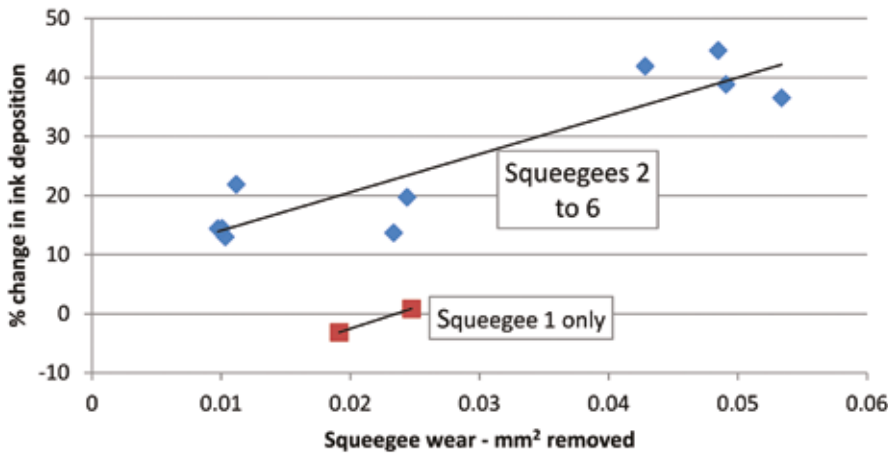 50
40
30
20
10
0
-10
% change in ink deposition
Squeegees 2
to 6
Squeegee 1 only
0 0.01 0.02 0.03 0.04 0.05 0.06
Squeegee wear - mm² removed